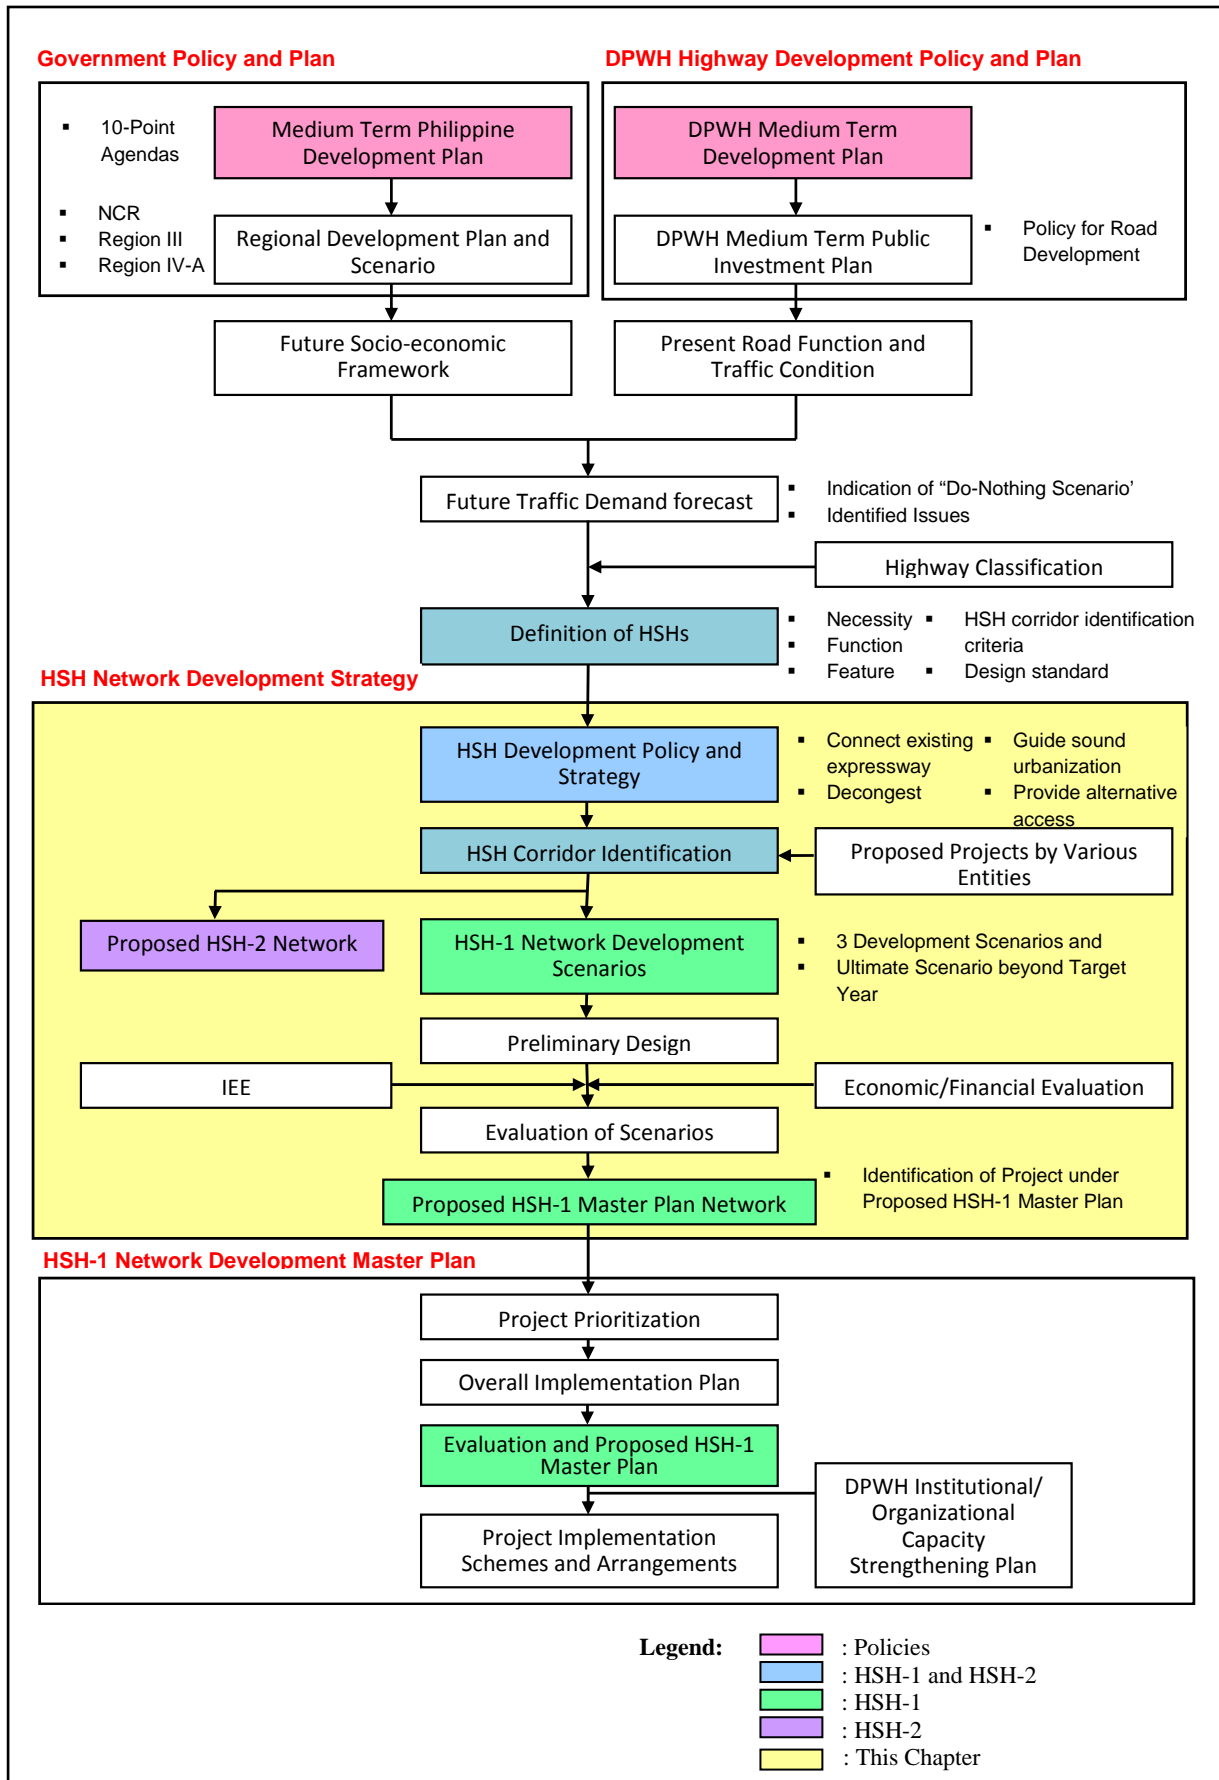 Government Policy and Plan
DPWH Highway Development Policy and Plan
▪ 10-Point
Agendas
Medium Term Philippine
Development Plan
DPWH Medium Term
Development Plan
▪ NCR
▪ Region III
▪ Region IV-A
Regional Development Plan and
Scenario
DPWH Medium Term Public
Investment Plan
▪ Policy for Road
Development
Future Socio-economic
Framework
Present Road Function and
Traffic Condition
Future Traffic Demand forecast
▪ Indication of “Do-Nothing Scenario’
▪ Identified Issues
Highway Classification
Definition of HSHs
▪ Necessity
▪ Function
▪ Feature
▪ HSH corridor identification
criteria
▪ Design standard
HSH Network Development Strategy
HSH Development Policy and
Strategy
▪ Connect existing
expressway
▪ Decongest
▪ Guide sound
urbanization
▪ Provide alternative
access
HSH Corridor Identification
Proposed Projects by Various
Entities
Proposed HSH-2 Network
HSH-1 Network Development
Scenarios
▪ 3 Development Scenarios and
▪ Ultimate Scenario beyond Target
Year
Preliminary Design
IEE
Economic/Financial Evaluation
Evaluation of Scenarios
Proposed HSH-1 Master Plan Network
▪ Identification of Project under
Proposed HSH-1 Master Plan
HSH-1 Network Development Master Plan
Project Prioritization
Overall Implementation Plan
Evaluation and Proposed HSH-1
Master Plan
DPWH Institutional/
Organizational
Capacity
Strengthening Plan
Project Implementation
Schemes and Arrangements
Legend:
: Policies
: HSH-1 and HSH-2
: HSH-1
: HSH-2
: This Chapter